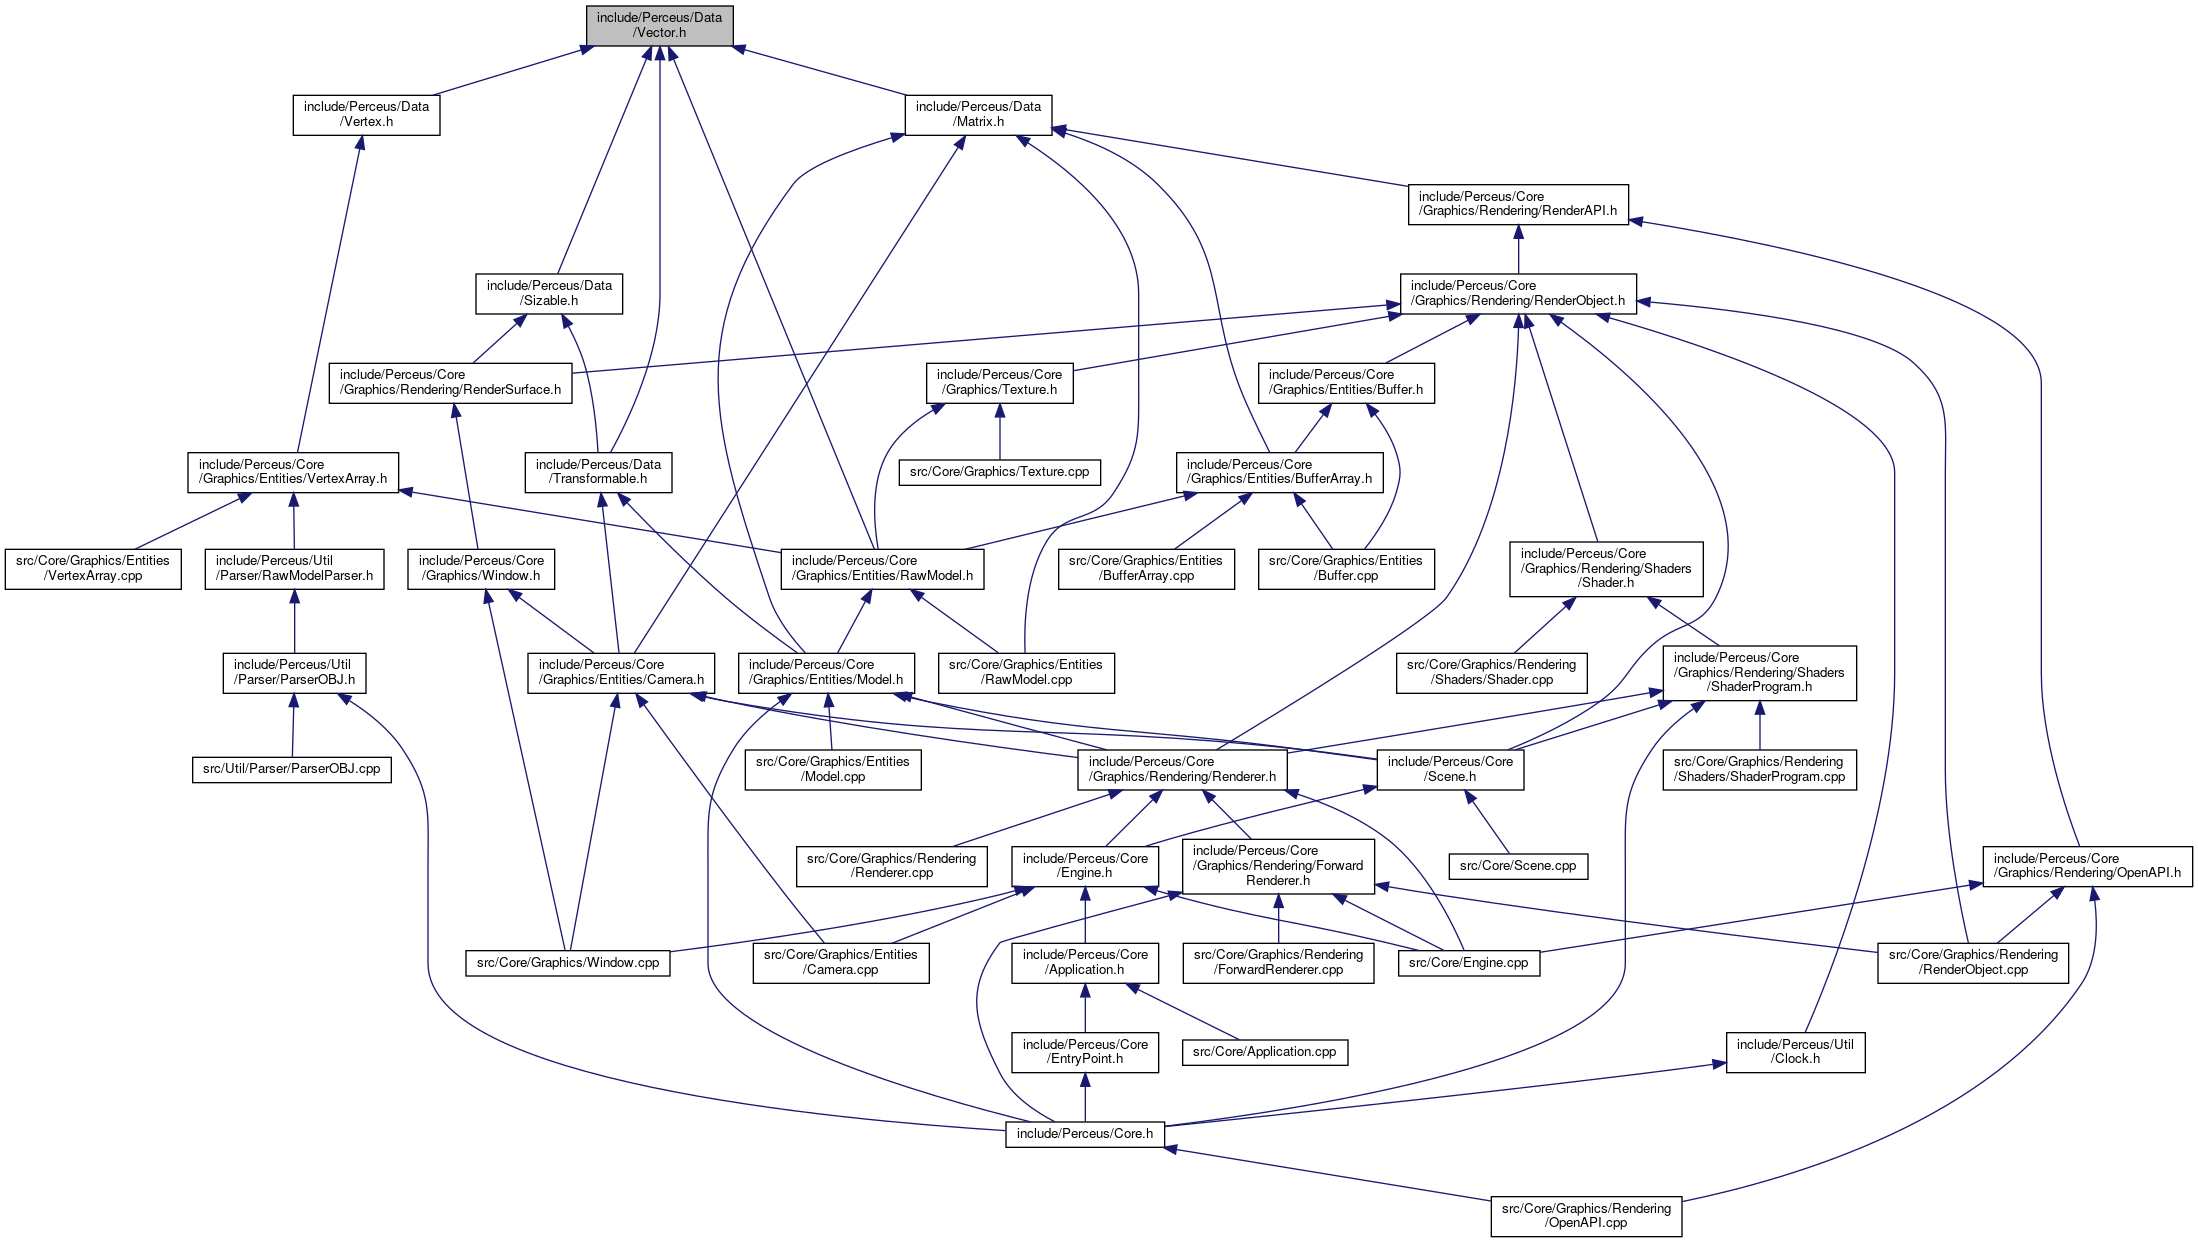 include/Perceus/Data
/Vector.h
include/Perceus/Data
/Vertex.h
include/Perceus/Data
/Matrix.h
include/Perceus/Core
/Graphics/Rendering/RenderAPI.h
include/Perceus/Data
/Sizable.h
include/Perceus/Core
/Graphics/Rendering/RenderObject.h
include/Perceus/Core
/Graphics/Rendering/RenderSurface.h
include/Perceus/Core
/Graphics/Texture.h
include/Perceus/Core
/Graphics/Entities/Buffer.h
include/Perceus/Core
/Graphics/Entities/VertexArray.h
include/Perceus/Data
/Transformable.h
src/Core/Graphics/Texture.cpp
include/Perceus/Core
/Graphics/Entities/BufferArray.h
src/Core/Graphics/Entities
/VertexArray.cpp
include/Perceus/Util
/Parser/RawModelParser.h
include/Perceus/Core
/Graphics/Window.h
include/Perceus/Core
/Graphics/Entities/RawModel.h
src/Core/Graphics/Entities
/BufferArray.cpp
src/Core/Graphics/Entities
/Buffer.cpp
include/Perceus/Core
/Graphics/Rendering/Shaders
/Shader.h
include/Perceus/Util
/Parser/ParserOBJ.h
include/Perceus/Core
/Graphics/Entities/Camera.h
include/Perceus/Core
/Graphics/Entities/Model.h
src/Core/Graphics/Entities
/RawModel.cpp
src/Core/Graphics/Rendering
/Shaders/Shader.cpp
include/Perceus/Core
/Graphics/Rendering/Shaders
/ShaderProgram.h
src/Util/Parser/ParserOBJ.cpp
src/Core/Graphics/Entities
/Model.cpp
include/Perceus/Core
/Graphics/Rendering/Renderer.h
include/Perceus/Core
/Scene.h
src/Core/Graphics/Rendering
/Shaders/ShaderProgram.cpp
src/Core/Graphics/Rendering
/Renderer.cpp
include/Perceus/Core
/Engine.h
include/Perceus/Core
/Graphics/Rendering/Forward
Renderer.h
src/Core/Scene.cpp
include/Perceus/Core
/Graphics/Rendering/OpenAPI.h
src/Core/Graphics/Window.cpp
src/Core/Graphics/Entities
/Camera.cpp
include/Perceus/Core
/Application.h
src/Core/Graphics/Rendering
/ForwardRenderer.cpp
src/Core/Engine.cpp
src/Core/Graphics/Rendering
/RenderObject.cpp
include/Perceus/Core
/EntryPoint.h
src/Core/Application.cpp
include/Perceus/Util
/Clock.h
include/Perceus/Core.h
src/Core/Graphics/Rendering
/OpenAPI.cpp